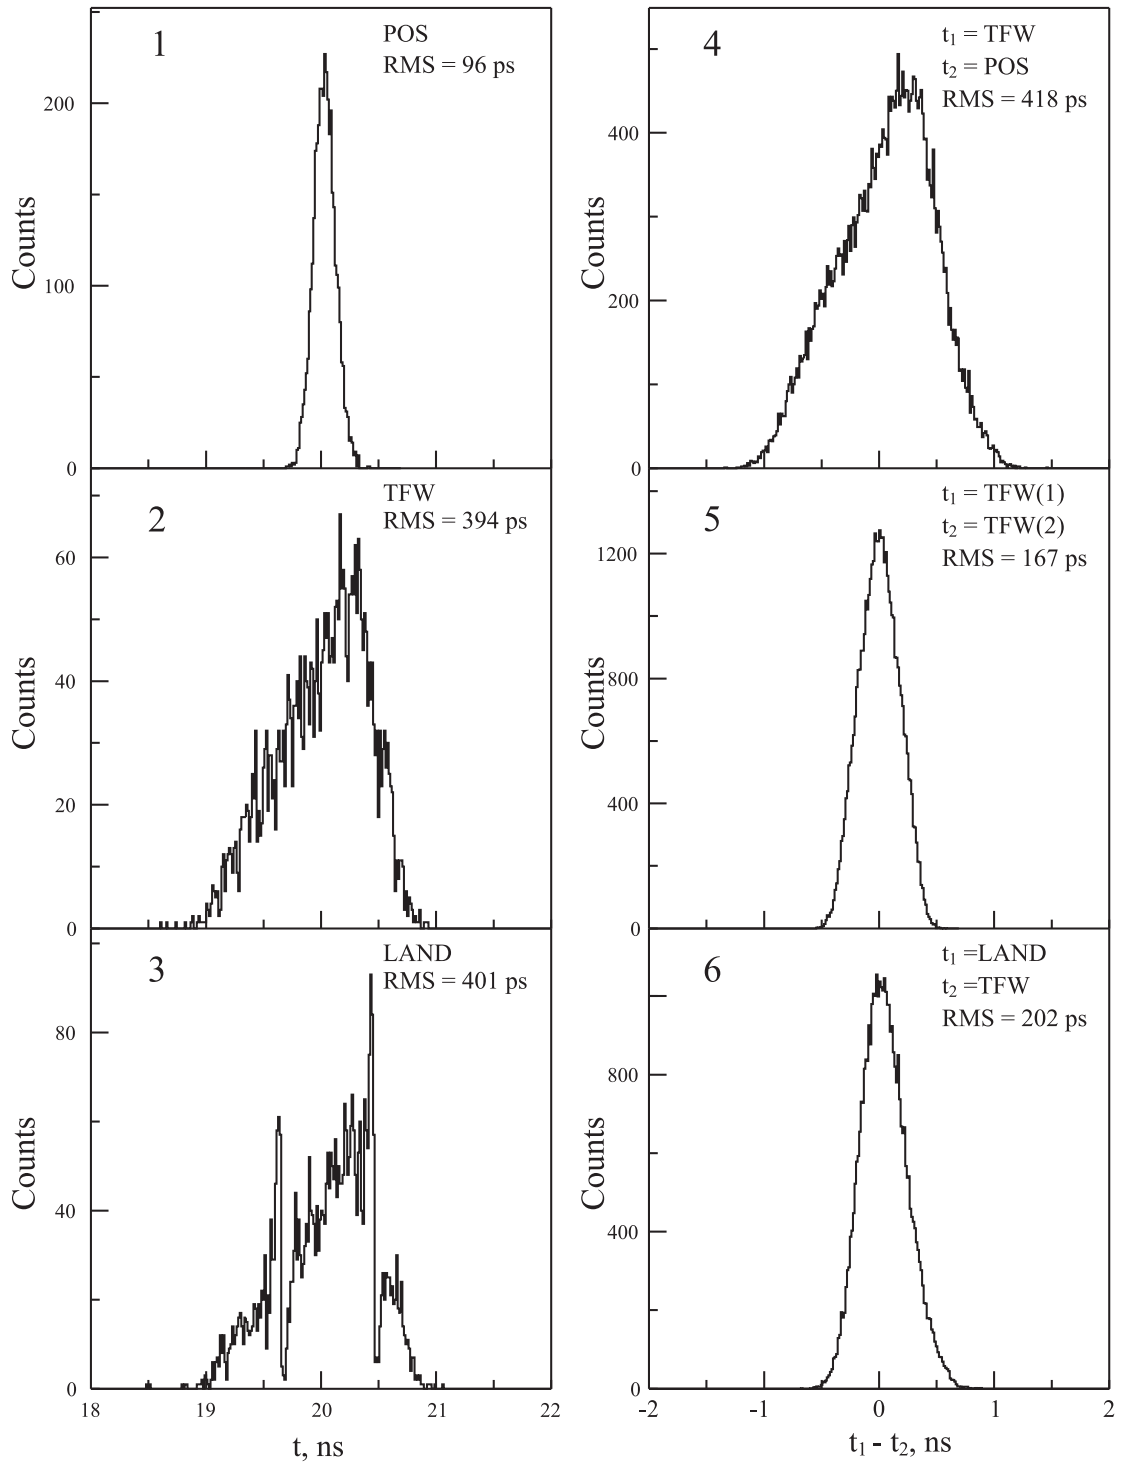 1
POS
RMS = 96 ps
200
100
0
Counts
2
TFW
RMS = 394 ps
60
40
20
0
Counts
3
LAND
RMS = 401 ps
80
40
0
Counts
18 19 20 21 22
t, ns
4
t₁ = TFW
t₂ = POS
RMS = 418 ps
400
200
0
Counts
5
t₁ = TFW(1)
t₂ = TFW(2)
RMS = 167 ps
1200
800
400
0
Counts
6
t₁ =LAND
t₂ =TFW
RMS = 202 ps
800
400
0
Counts
-2 -1 0 1 2
t₁ - t₂, ns